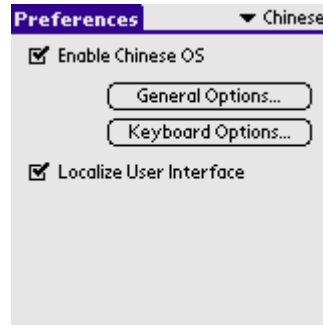 Preferences ▼ Chinese
Enable Chinese OS
General Options...
Keyboard Options...
Localize User Interface